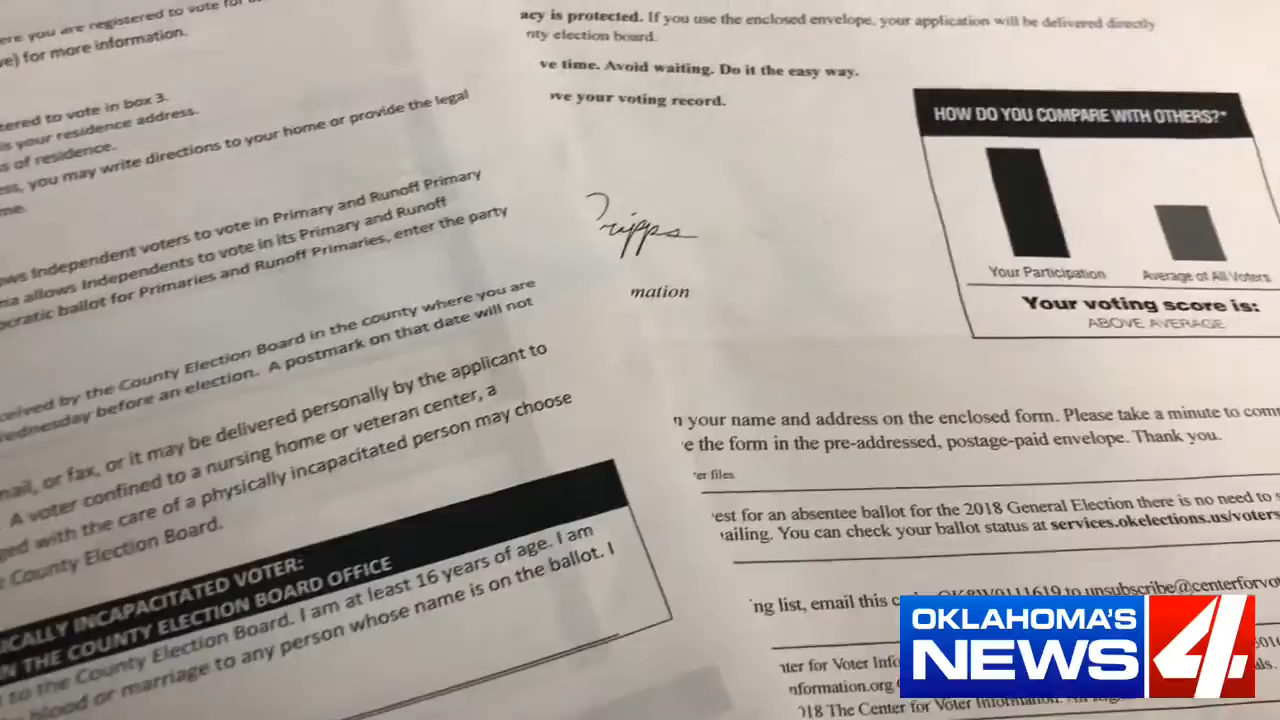 ere you are registered to vote for
ve) for more information.
tered to vote in box 3.
is your residence address.
s of residence.
ess, you may write directions to your home or provide the legal
me.
ows Independent voters to vote in Primary and Runoff Primary
ma allows Independents to vote in its Primary and Runoff
ocratic ballot for Primaries and Runoff Primaries, enter the party
ceived by the County Election Board in the county where you are
Wednesday before an election. A postmark on that date will not
mail, or fax, or it may be delivered personally by the applicant to
. A voter confined to a nursing home or veteran center, a
ged with the care of a physically incapacitated person may choose
e County Election Board.
ICALLY INCAPACITATED VOTER:
IN THE COUNTY ELECTION BOARD OFFICE
to the County Election Board. I am at least 16 years of age. I am
blood or marriage to any person whose name is on the ballot. I
acy is protected. If you use the enclosed envelope, your application will be delivered directly
nty election board.
ve time. Avoid waiting. Do it the easy way.
ve your voting record.
Tripps
mation
HOW DO YOU COMPARE WITH OTHERS?*
Your Participation
Average of All Voters
Your voting score is:
ABOVE AVERAGE
n your name and address on the enclosed form. Please take a minute to com
e the form in the pre-addressed, postage-paid envelope. Thank you.
er files.
est for an absentee ballot for the 2018 General Election there is no need to
ailing. You can check your ballot status at services.okelections.us/voters
ng list, email this to unsubscribe@centerforvo
nter for Voter Info
nformation.org
018 The Center for Voter Information.
OKLAHOMA'S
NEWS 4